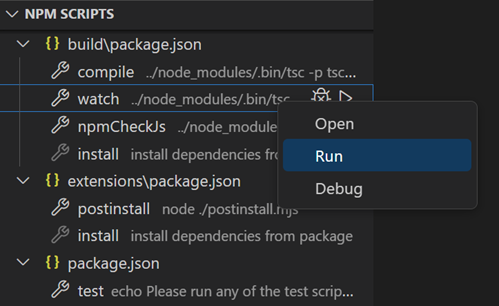 NPM SCRIPTS
{} build\package.json
compile ../node_modules/.bin/tsc -p tsc...
watch ../node_modules/.bin/tsc
npmCheckJs ../node_module
install install dependencies fro
Open
Run
Debug
{} extensions\package.json
postinstall node ./postinstall.mjs
install install dependencies from package
{} package.json
test echo Please run any of the test scrip...